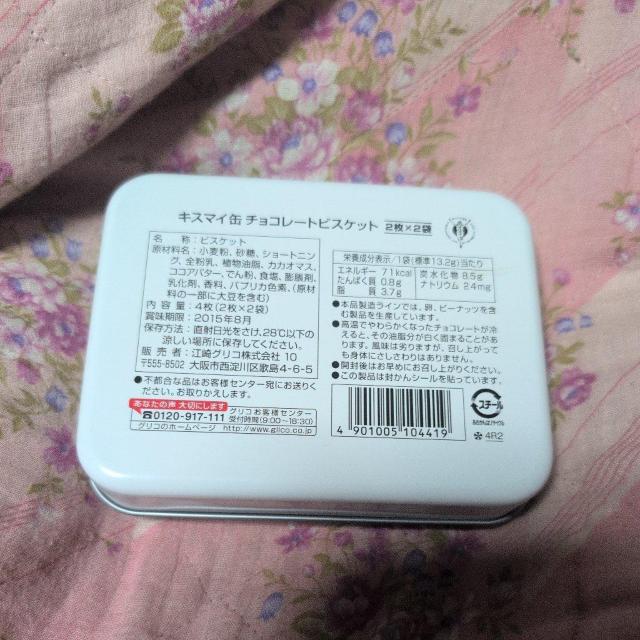 キスマイ缶 チョコレートビスケット 2枚×2袋
名 称：ビスケット
原材料名：小麦粉、砂糖、ショートニン
グ、全粉乳、植物油脂、カカオマス、
ココアバター、でん粉、食塩、膨脹剤、
乳化剤、香料、パプリカ色素、(原材
料の一部に大豆を含む)
内 容 量：4枚(2枚×2袋)
賞味期限：2015年8月
保存方法：直射日光をさけ、28℃以下の
涼しい場所に保存してください。
販 売 者：江崎グリコ株式会社 10
〒555-8502 大阪市西淀川区歌島4-6-5
●不都合な品はお客様センター宛にお送りく
ださい。お取りかえします。
あなたの声 大切にします
0120-917-111 グリコお客様センター
受付時間(9:00～18:30)
グリコのホームページ http://www.glico.co.jp
栄養成分表示/1袋(標準13.2g)当たり
エネルギー 71kcal 炭水化物 8.5g
たんぱく質 0.8g ナトリウム 24mg
脂 質 3.7g
●本品製造ラインでは、卵、ピーナッツを含
む製品を生産しています。
●高温でやわらかくなったチョコレートが冷
えると、その油脂分が白く固まることがあ
ります。風味は劣りますが、召し上がって
も身体にさしさわりはありません。
●開封後はお早めにお召し上がりください。
●この製品は封かんシールを貼っています。
4 901005 104419
スチール
4R2